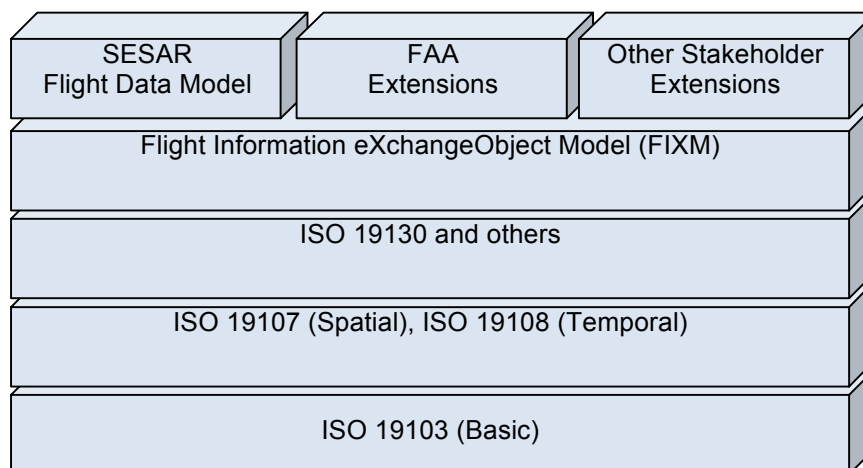 SESAR
Flight Data Model
FAA
Extensions
Other Stakeholder
Extensions
Flight Information eXchangeObject Model (FIXM)
ISO 19130 and others
ISO 19107 (Spatial), ISO 19108 (Temporal)
ISO 19103 (Basic)